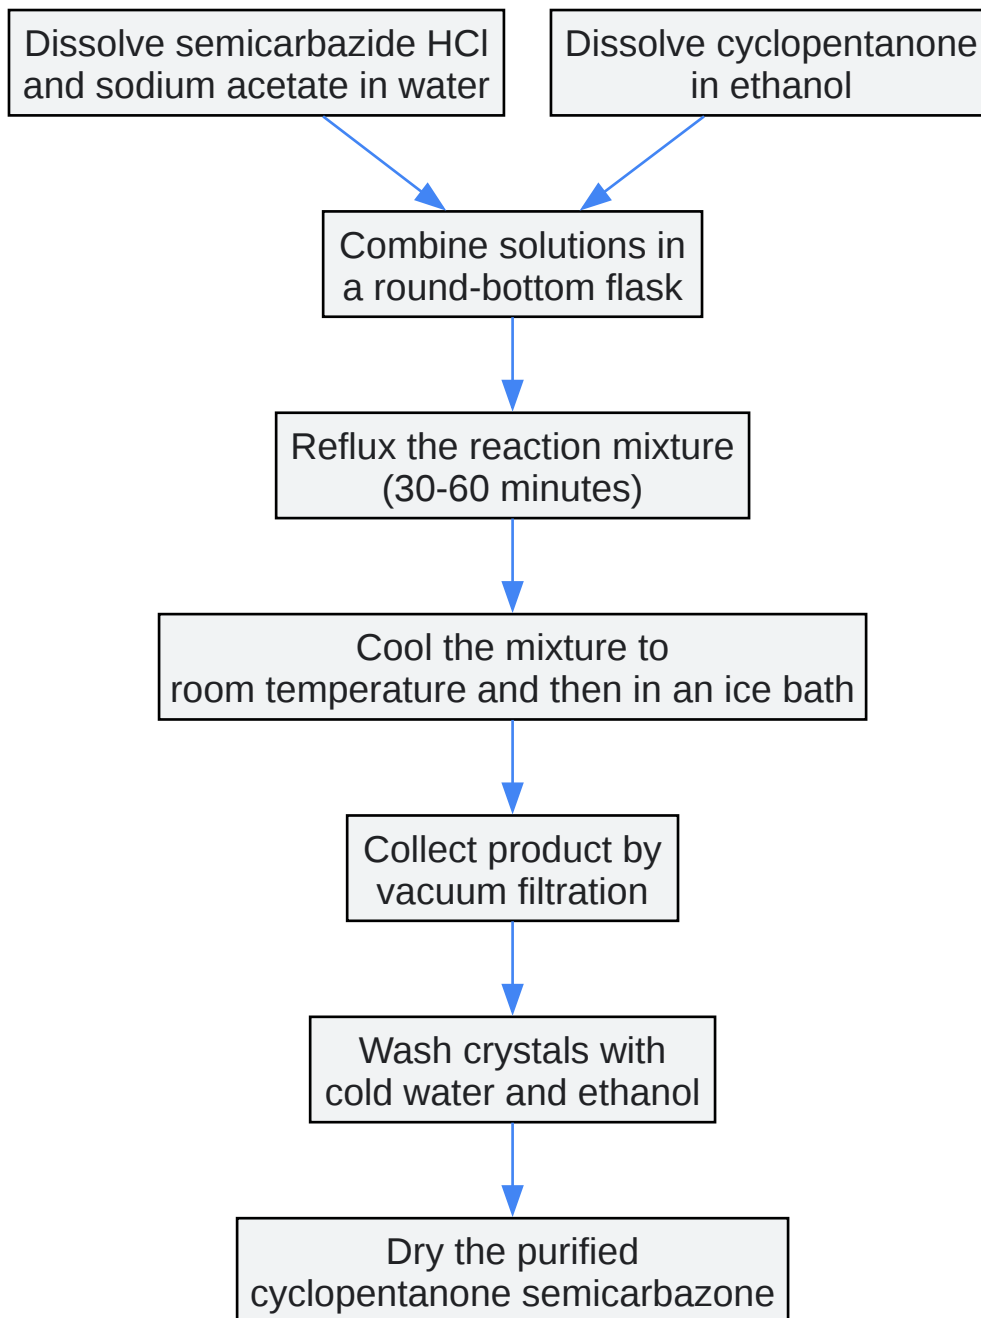 Dissolve semicarbazide HCl
and sodium acetate in water
Dissolve cyclopentanone
in ethanol
Combine solutions in
a round-bottom flask
Reflux the reaction mixture
(30-60 minutes)
Cool the mixture to
room temperature and then in an ice bath
Collect product by
vacuum filtration
Wash crystals with
cold water and ethanol
Dry the purified
cyclopentanone semicarbazone